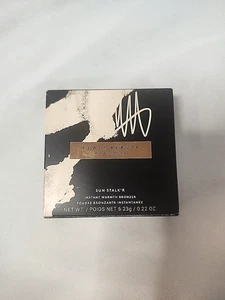 SUN STALK'R
INSTANT WARMTH BRONZER
POUDRE BRONZANTE INSTANTANÉE
NET WT / POIDS NET 6.23g / 0.22 OZ